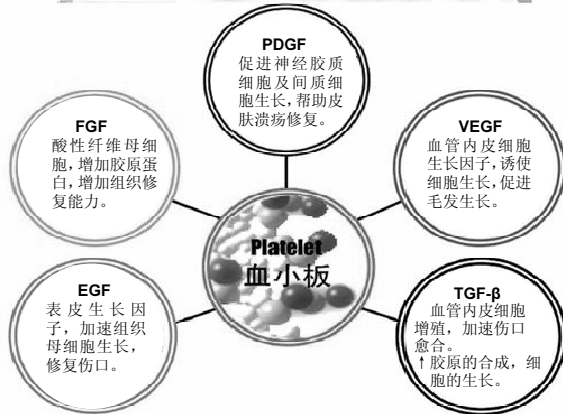 PDGF
促进神经胶质
细胞及间质细
胞生长，帮助皮
肤溃疡修复。
FGF
酸性纤维母细
胞，增加胶原蛋
白，增加组织修
复能力。
VEGF
血管内皮细胞
生长因子，诱使
细胞生长，促进
毛发生长。
Platelet
血小板
EGF
表皮生长因
子，加速组织
母细胞生长，
修复伤口。
TGF-β
血管内皮细胞
增殖，加速伤口
愈合。
↑胶原的合成，细
胞的生长。